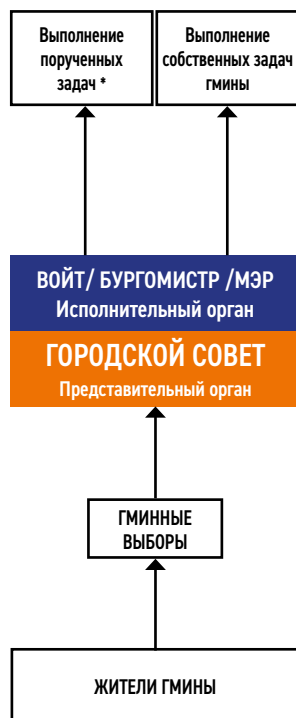 Выполнение
порученных
задач *
Выполнение
собственных задач
гмины
ВОЙТ/ БУРГОМИСТР /МЭР
Исполнительный орган
ГОРОДСКОЙ СОВЕТ
Представительный орган
ГМИННЫЕ
ВЫБОРЫ
ЖИТЕЛИ ГМИНЫ